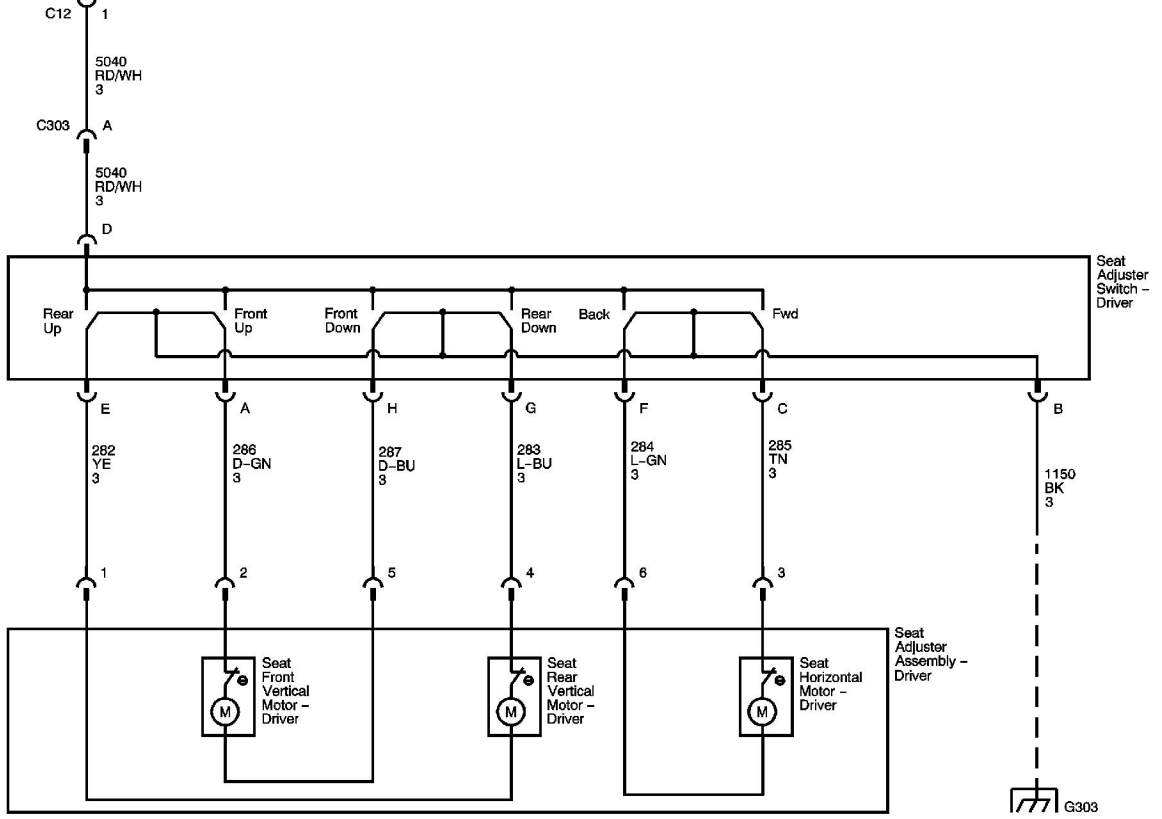 C12 1
5040
RD/WH
3
C303 A
5040
RD/WH
3
D
Seat
Adjuster
Switch –
Driver
Rear
Up
Front
Up
Front
Down
Rear
Down
Back
Fwd
E A H G F C B
282
YE
3
286
D–GN
3
287
D–BU
3
283
L–BU
3
284
L–GN
3
285
TN
3
1150
BK
3
1 2 5 4 6 3
Seat
Adjuster
Assembly –
Driver
Seat
Front
Vertical
Motor –
Driver
M
Seat
Rear
Vertical
Motor –
Driver
M
Seat
Horizontal
Motor –
Driver
M
G303